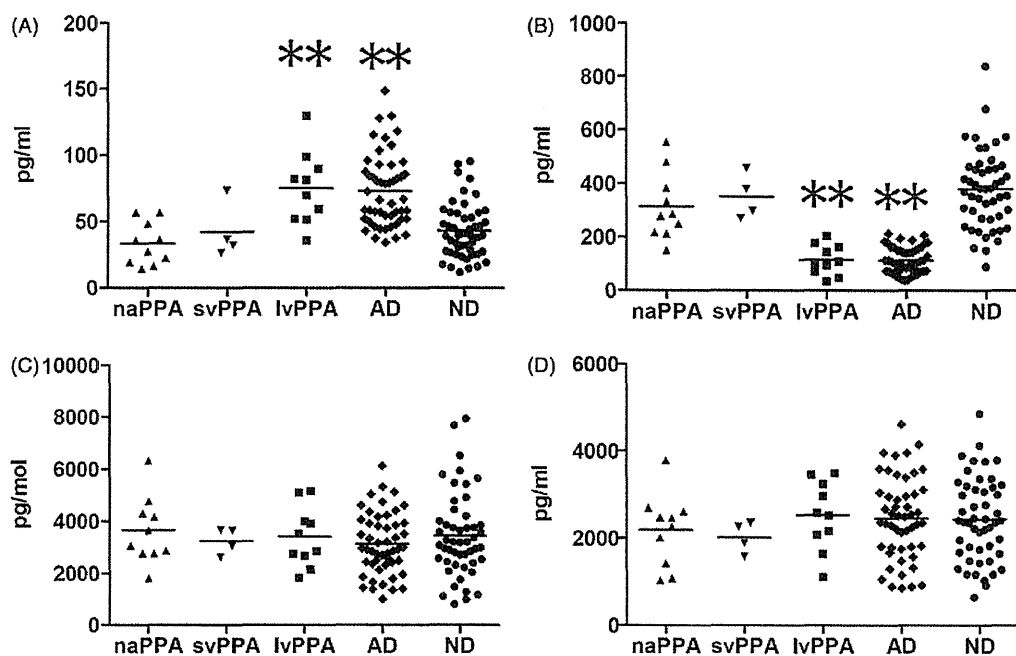 (A)
200
150
100
50
0
pg/ml
**
**
naPPA svPPA lvPPA AD ND
(B)
1000
800
600
400
200
0
pg/ml
**
**
naPPA svPPA lvPPA AD ND
(C)
10000
8000
6000
4000
2000
0
pg/mol
naPPA svPPA lvPPA AD ND
(D)
6000
4000
2000
0
pg/ml
naPPA svPPA lvPPA AD ND